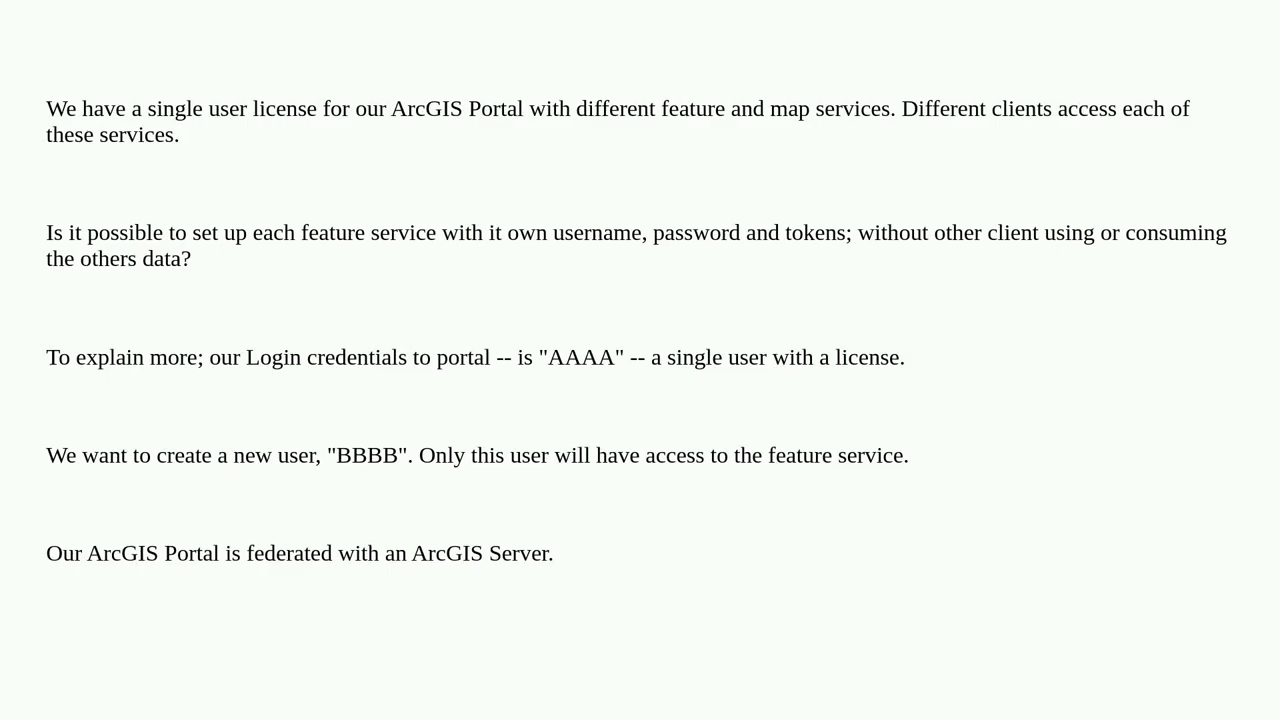 We have a single user license for our ArcGIS Portal with different feature and map services. Different clients access each of
these services.
Is it possible to set up each feature service with it own username, password and tokens; without other client using or consuming
the others data?
To explain more; our Login credentials to portal -- is "AAAA" -- a single user with a license.
We want to create a new user, "BBBB". Only this user will have access to the feature service.
Our ArcGIS Portal is federated with an ArcGIS Server.